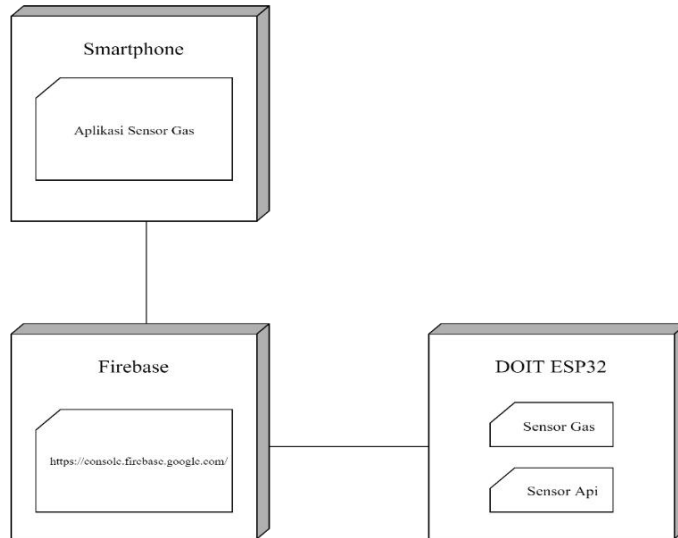 Smartphone
Aplikasi Sensor Gas
Firebase
https://console.firebase.google.com/
DOIT ESP32
Sensor Gas
Sensor Api